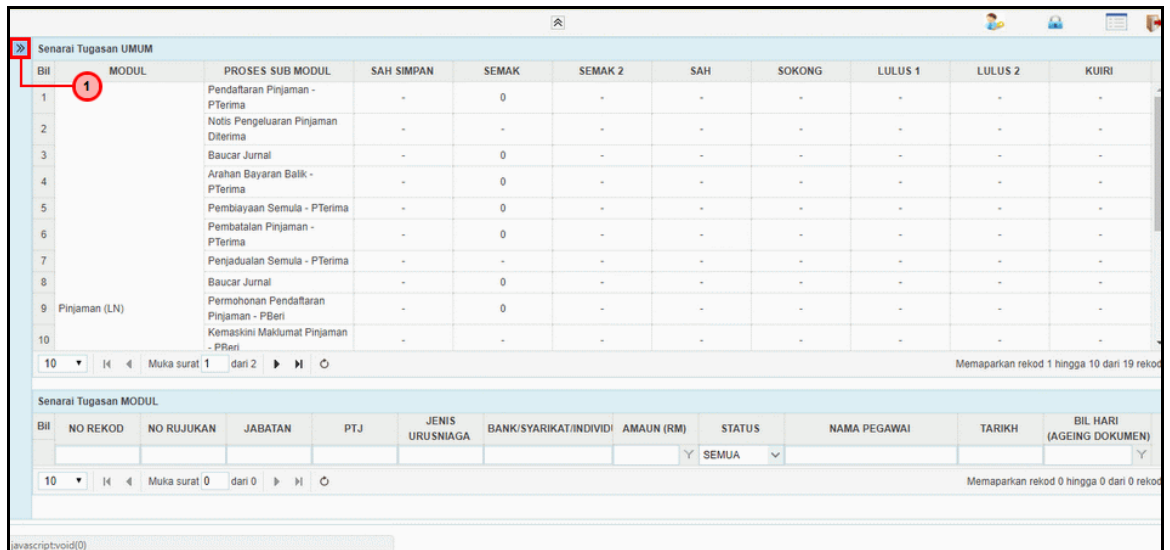 Senarai Tugasan UMUM
Bil MODUL PROSES SUB MODUL SAH SIMPAN SEMAK SEMAK 2 SAH SOKONG LULUS 1 LULUS 2 KUIRI
1
1 Pendaftaran Pinjaman -
PTerima - 0 - - - - - -
2 Notis Pengeluaran Pinjaman
Diterima - - - - - - - -
3 Baucar Jurnal - 0 - - - - - -
4 Arahan Bayaran Balik -
PTerima - 0 - - - - - -
5 Pembiayaan Semula - PTerima - 0 - - - - - -
6 Pembatalan Pinjaman -
PTerima - 0 - - - - - -
7 Penjadualan Semula - PTerima - - - - - - - -
8 Baucar Jurnal - 0 - - - - - -
9 Pinjaman (LN) Permohonan Pendaftaran
Pinjaman - PBeri - 0 - - - - - -
10 Kemaskini Maklumat Pinjaman
- PBeri - - - - - - - -
10 Muka surat 1 dari 2 Memaparkan rekod 1 hingga 10 dari 19 rekod
Senarai Tugasan MODUL
Bil NO REKOD NO RUJUKAN JABATAN PTJ JENIS
URUSNIAGA BANK/SYARIKAT/INDIVIDU AMAUN (RM) STATUS NAMA PEGAWAI TARIKH BIL HARI
(AGEING DOKUMEN)
SEMUA
10 Muka surat 0 dari 0 Memaparkan rekod 0 hingga 0 dari 0 rekod
javascript:void(0)